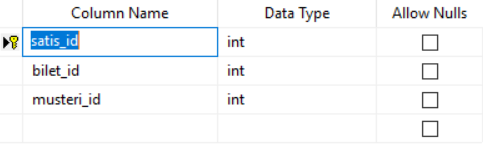 Column Name Data Type Allow Nulls
satis_id int
bilet_id int
musteri_id int